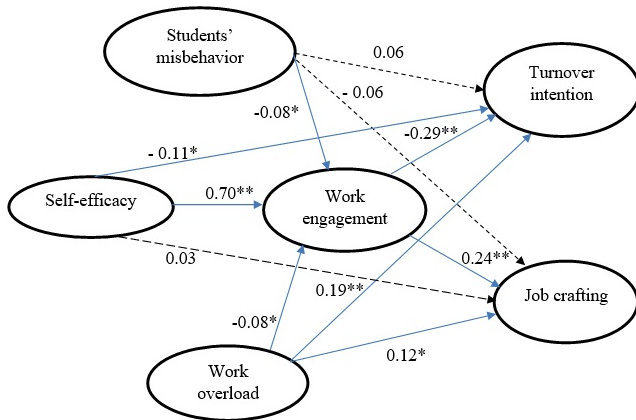 Students'
misbehavior
0.06
Turnover
intention
- 0.06
-0.08*
-0.29**
- 0.11*
Self-efficacy
0.70**
Work
engagement
0.03
0.24**
0.19**
Job crafting
-0.08*
0.12*
Work
overload